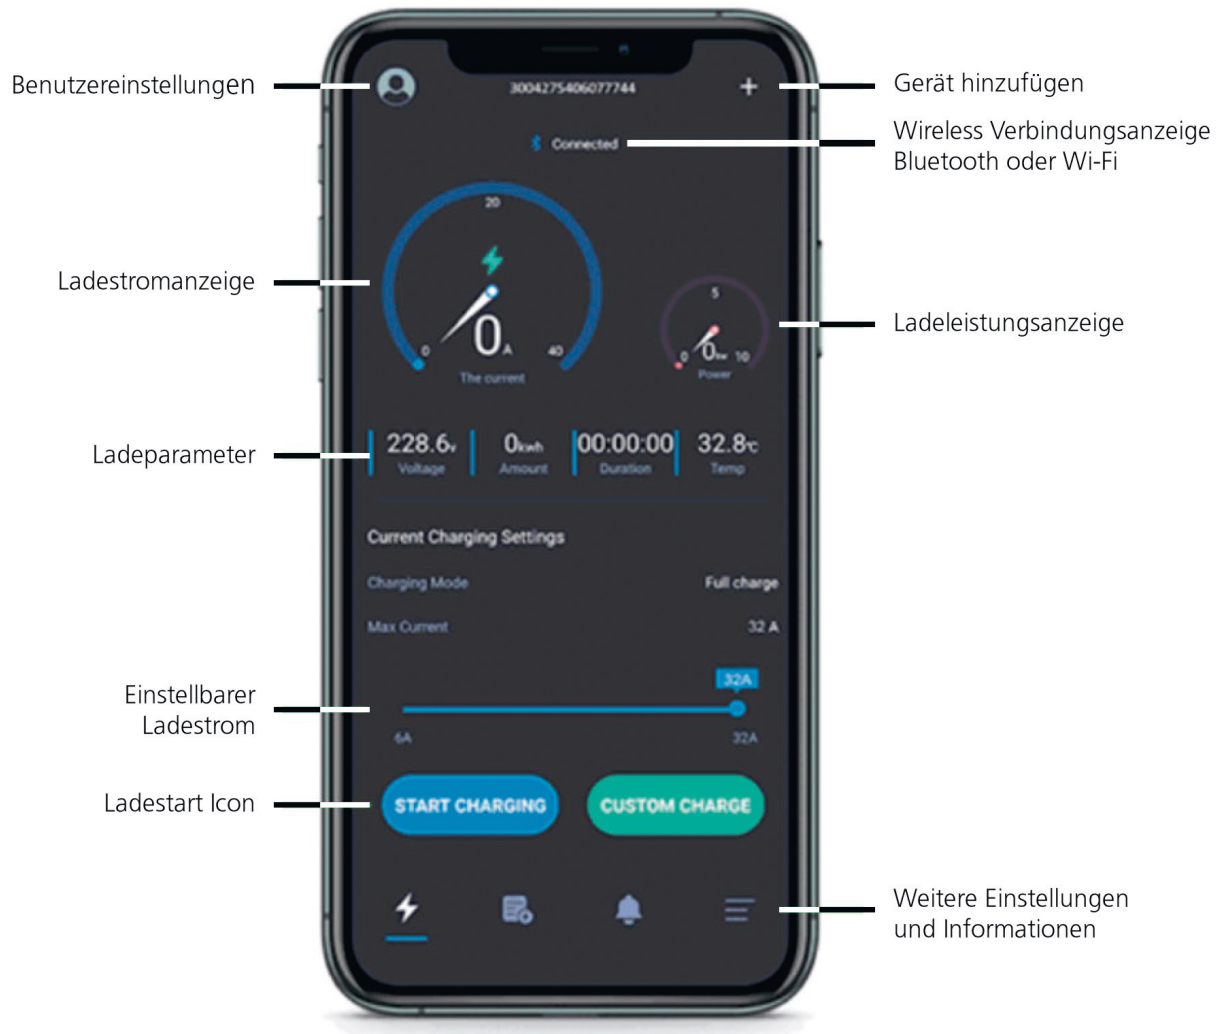 Benutzereinstellungen
3004275406077744
+
Gerät hinzufügen
Connected
Wireless Verbindungsanzeige
Bluetooth oder Wi-Fi
20
Ladestromanzeige
0
40
0A
The current
5
0
10
0kw
Power
Ladeleistungsanzeige
Ladeparameter
228.6v
Voltage
0kwh
Amount
00:00:00
Duration
32.8℃
Temp
Current Charging Settings
Charging Mode
Full charge
Max Current
32 A
Einstellbarer
Ladestrom
32A
6A
32A
Ladestart Icon
START CHARGING
CUSTOM CHARGE
Weitere Einstellungen
und Informationen